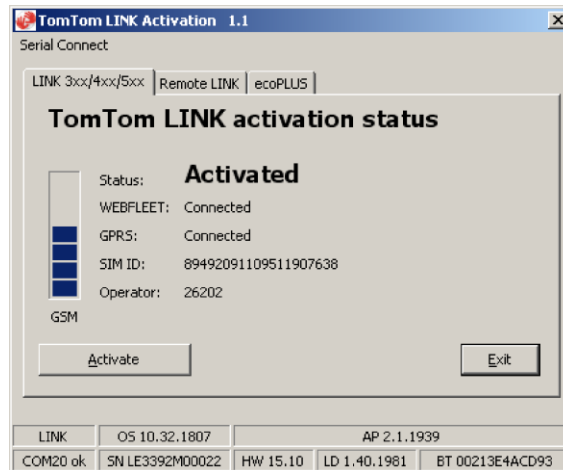 TomTom LINK Activation 1.1
Serial Connect
LINK 3xx/4xx/5xx Remote LINK ecoPLUS
TomTom LINK activation status
Status: Activated
WEBFLEET: Connected
GPRS: Connected
SIM ID: 89492091109511907638
Operator: 26202
GSM
Activate Exit
LINK OS 10.32.1807 AP 2.1.1939
COM20 ok SN LE3392M00022 HW 15.10 LD 1.40.1981 BT 00213E4ACD93